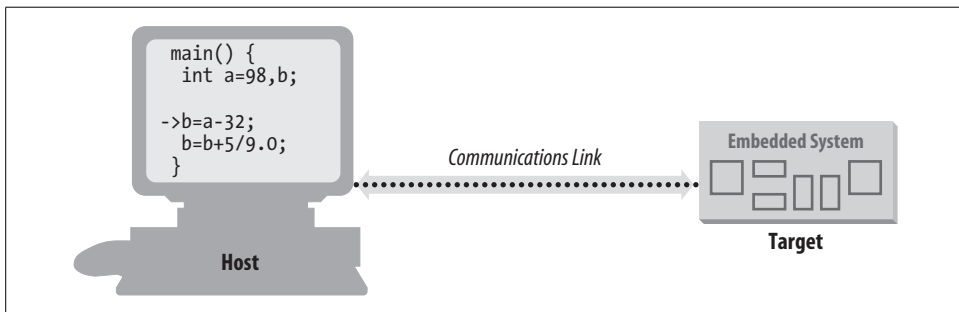 main() {
int a=98,b;
->b=a-32;
b=b+5/9.0;
}
Host
Communications Link
Embedded System
Target